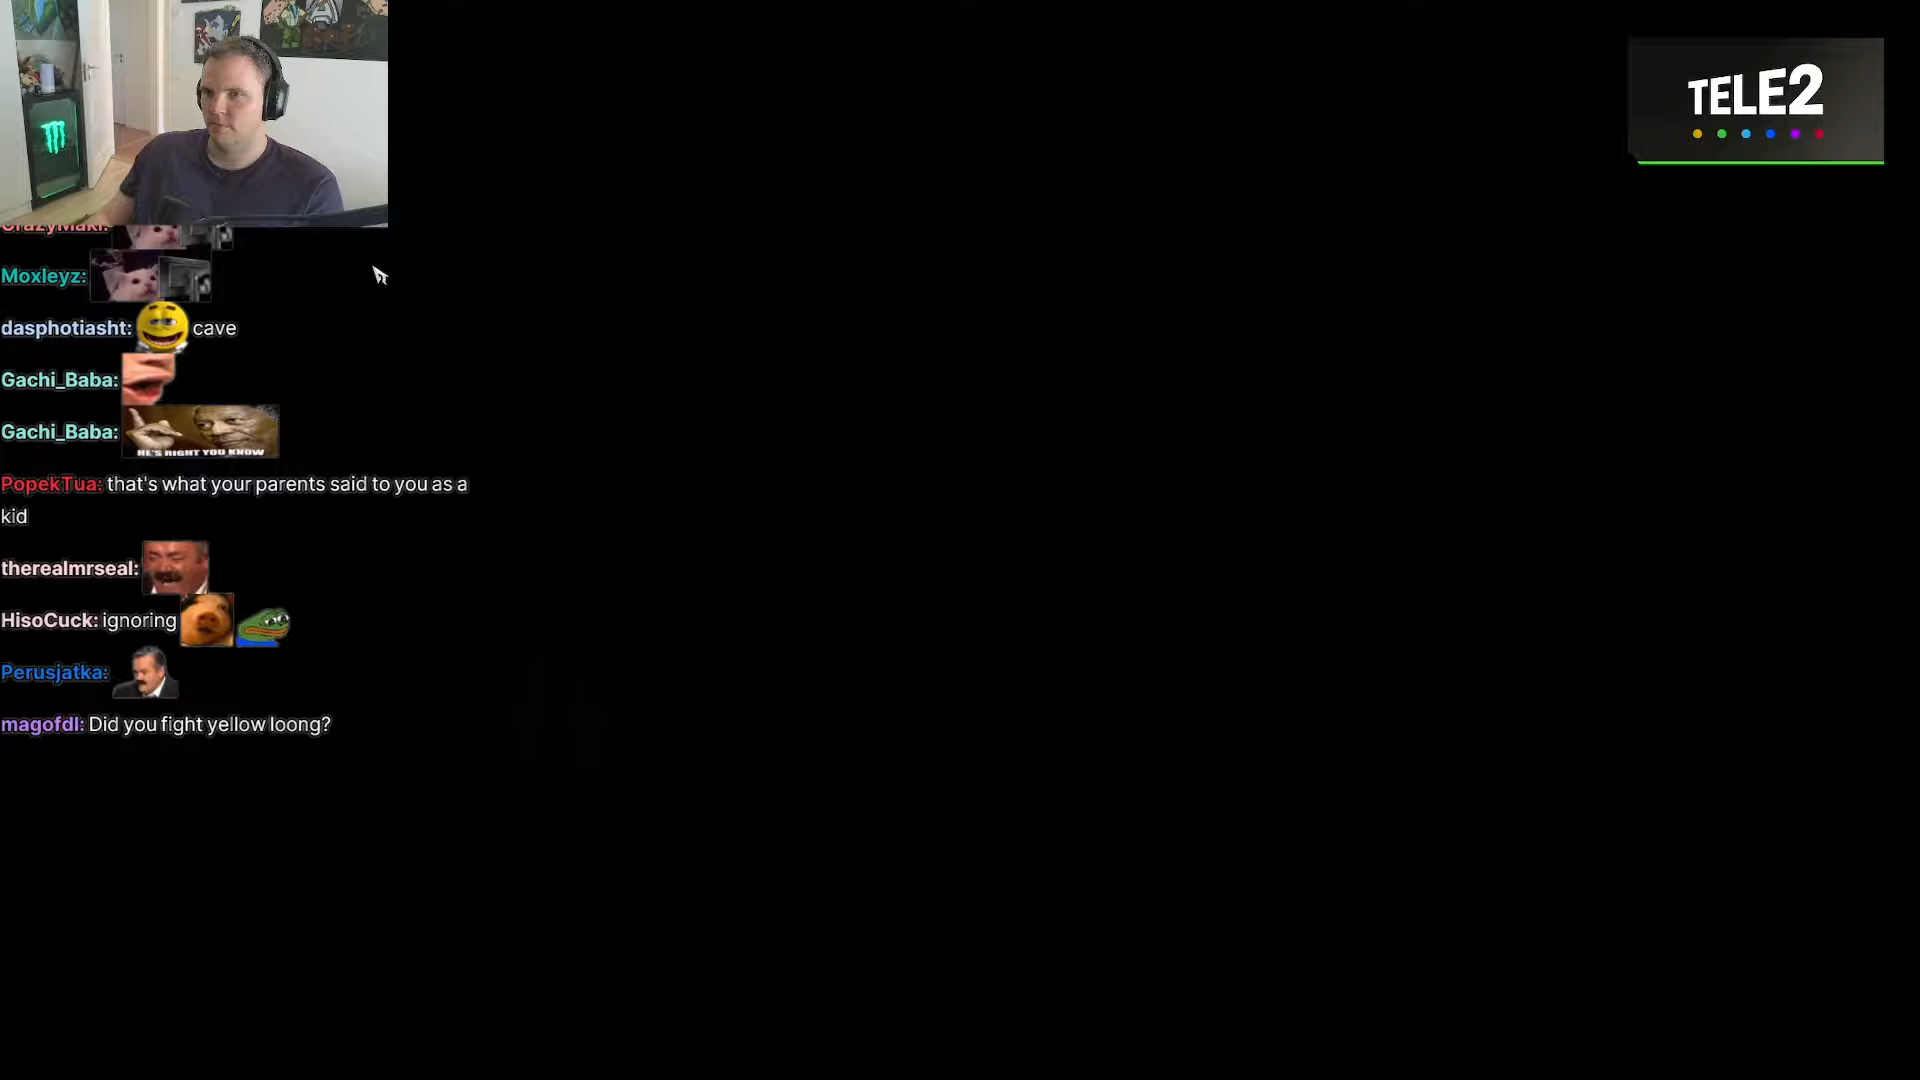 TELE2
CrazyMaki:
Moxleyz:
dasphotiasht: cave
Gachi_Baba:
Gachi_Baba:
HE'S RIGHT YOU KNOW
PopekTua: that's what your parents said to you as a
kid
therealmrseal:
HisoCuck: ignoring
Perusjatka:
magofdl: Did you fight yellow loong?